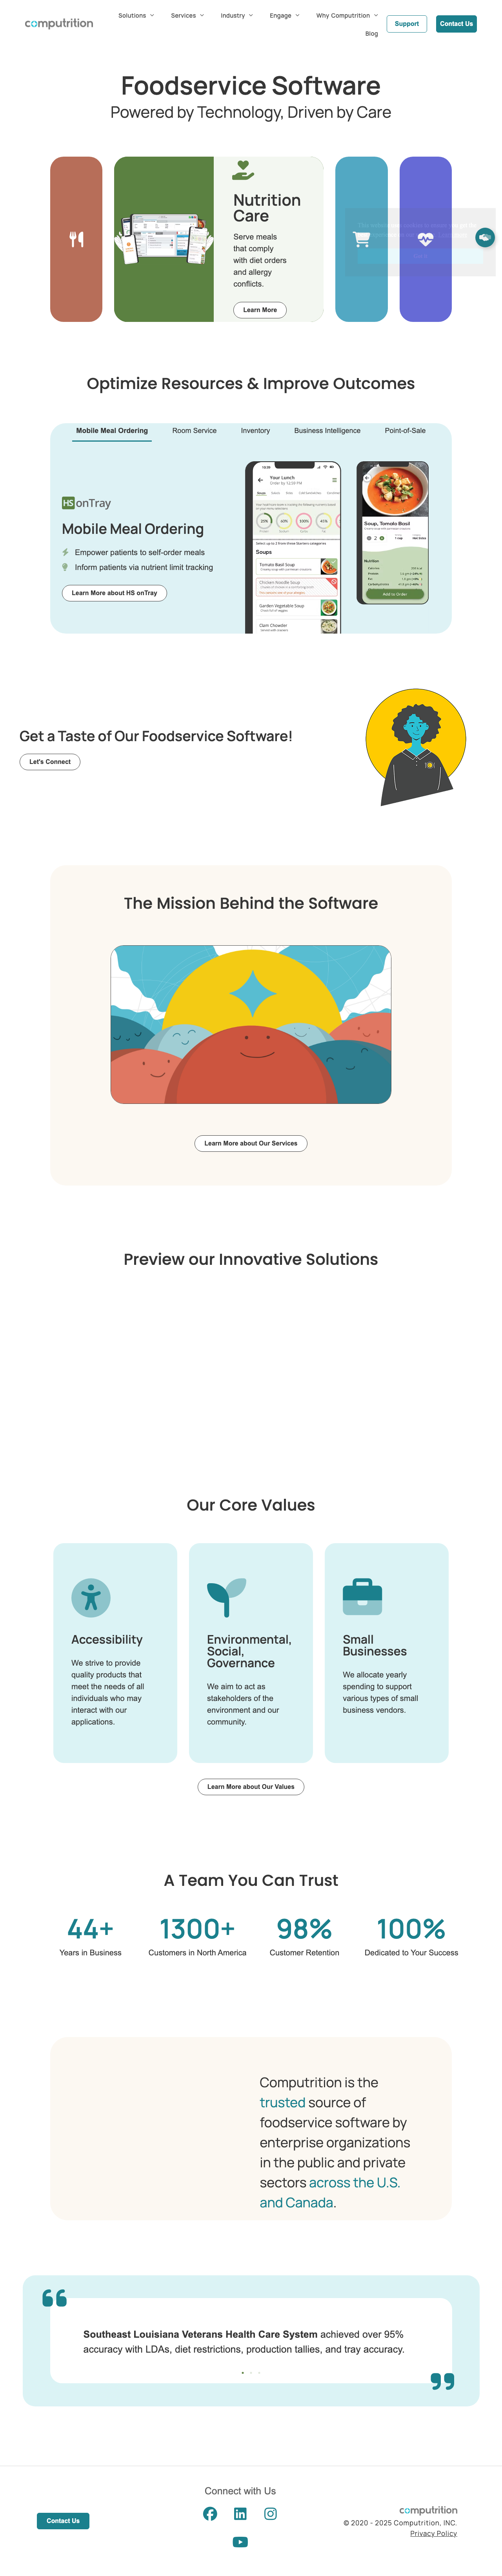 computrition
Solutions
Services
Industry
Engage
Why Computrition
Blog
Support
Contact Us
Foodservice Software
Powered by Technology, Driven by Care
Nutrition
Care
Serve meals
that comply
with diet orders
and allergy
conflicts.
Learn More
Optimize Resources & Improve Outcomes
Mobile Meal Ordering
Room Service
Inventory
Business Intelligence
Point-of-Sale
HS onTray
Mobile Meal Ordering
Empower patients to self-order meals
Inform patients via nutrient limit tracking
Learn More about HS onTray
Your Lunch
Soups
Tomato Basil Soup
Chicken Noodle Soup
Garden Vegetable Soup
Clam Chowder
Soup, Tomato Basil
2
Nutrition
Add to Order
Get a Taste of Our Foodservice Software!
Let's Connect
The Mission Behind the Software
Learn More about Our Services
Preview our Innovative Solutions
Our Core Values
Accessibility
We strive to provide
quality products that
meet the needs of all
individuals who may
interact with our
applications.
Environmental,
Social,
Governance
We aim to act as
stakeholders of the
environment and our
community.
Small
Businesses
We allocate yearly
spending to support
various types of small
business vendors.
Learn More about Our Values
A Team You Can Trust
44+
Years in Business
1300+
Customers in North America
98%
Customer Retention
100%
Dedicated to Your Success
Computrition is the
trusted source of
foodservice software by
enterprise organizations
in the public and private
sectors across the U.S.
and Canada.
Southeast Louisiana Veterans Health Care System achieved over 95%
accuracy with LDAs, diet restrictions, production tallies, and tray accuracy.
Contact Us
Connect with Us
computrition
© 2020 - 2025 Computrition, INC.
Privacy Policy